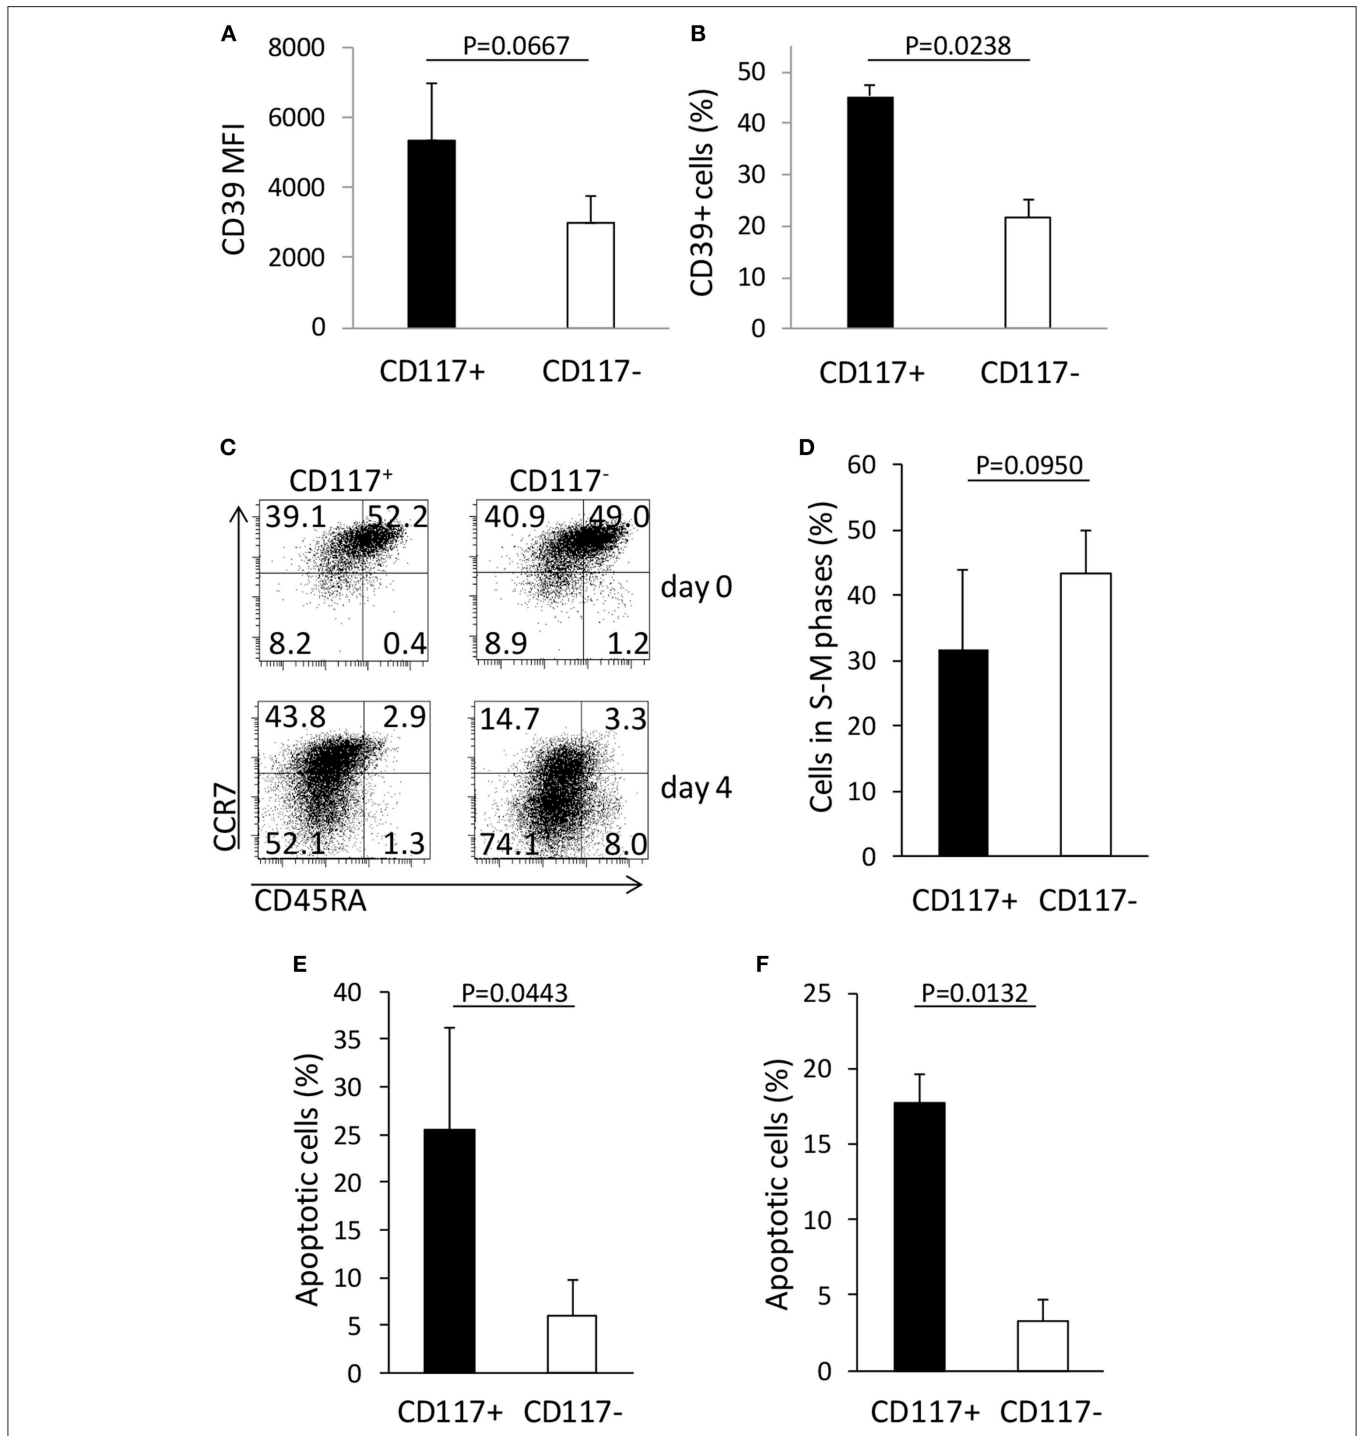 A
P=0.0667
8000
6000
4000
2000
0
CD39 MFI
CD117+ CD117-
B
P=0.0238
50
40
30
20
10
0
CD39+ cells (%)
CD117+ CD117-
C
CD117+ CD117-
39.1 52.2
8.2 0.4
40.9 49.0
8.9 1.2
day 0
43.8 2.9
52.1 1.3
14.7 3.3
74.1 8.0
day 4
CCR7
CD45RA
D
P=0.0950
60
50
40
30
20
10
0
Cells in S-M phases (%)
CD117+ CD117-
E
P=0.0443
40
35
30
25
20
15
10
5
0
Apoptotic cells (%)
CD117+ CD117-
F
P=0.0132
25
20
15
10
5
0
Apoptotic cells (%)
CD117+ CD117-